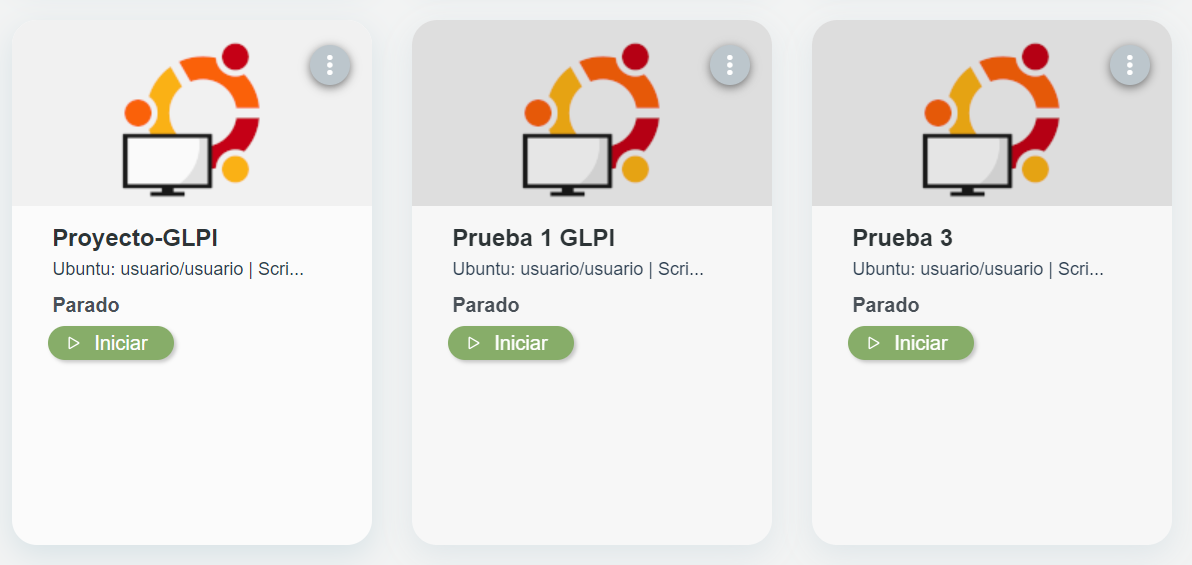 Proyecto-GLPI
Ubuntu: usuario/usuario | Scri...
Parado
Iniciar
Prueba 1 GLPI
Ubuntu: usuario/usuario | Scri...
Parado
Iniciar
Prueba 3
Ubuntu: usuario/usuario | Scri...
Parado
Iniciar